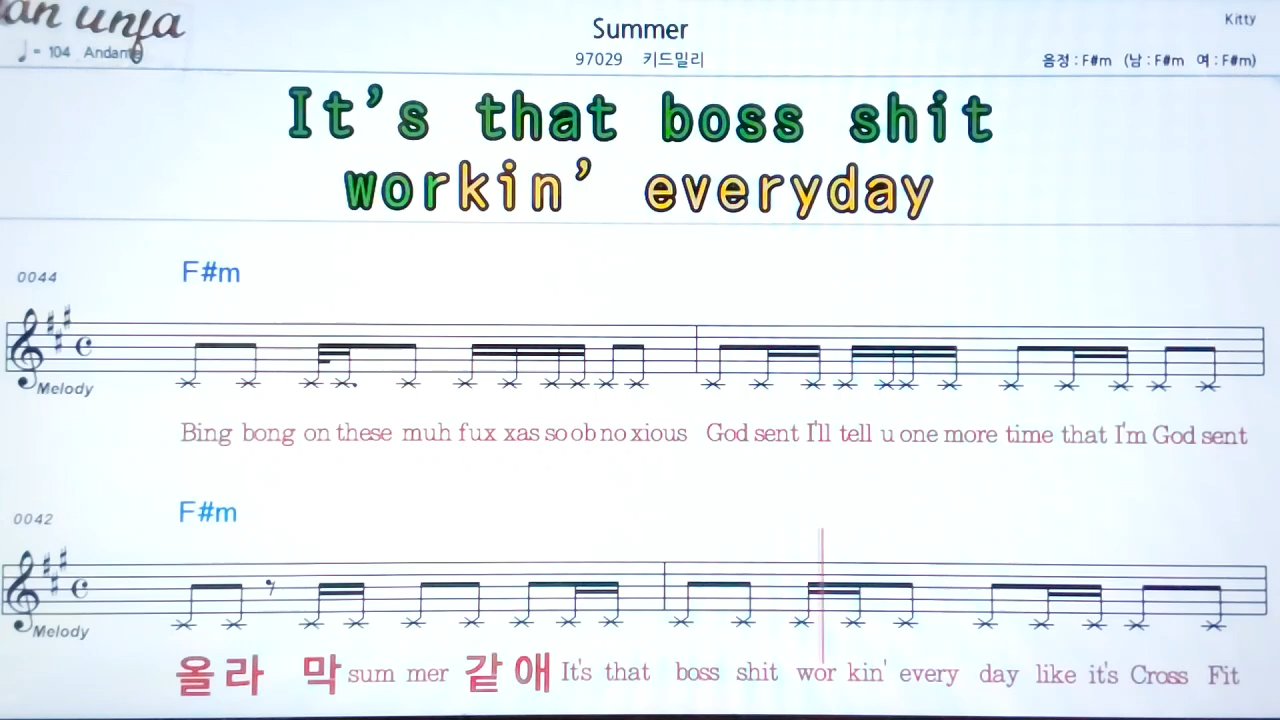 an unfa
♩= 104 Andante
Summer
97029 키드밀리
Kitty
음정 : F#m (남 : F#m 여 : F#m)
It's that boss shit
workin' everyday
0044
F#m
Melody
Bing bong on these muh fux xas so ob no xious God sent I'll tell u one more time that I'm God sent
0042
F#m
Melody
올 라 막 sum mer 같 애 It's that boss shit wor kin' every day like it's Cross Fit